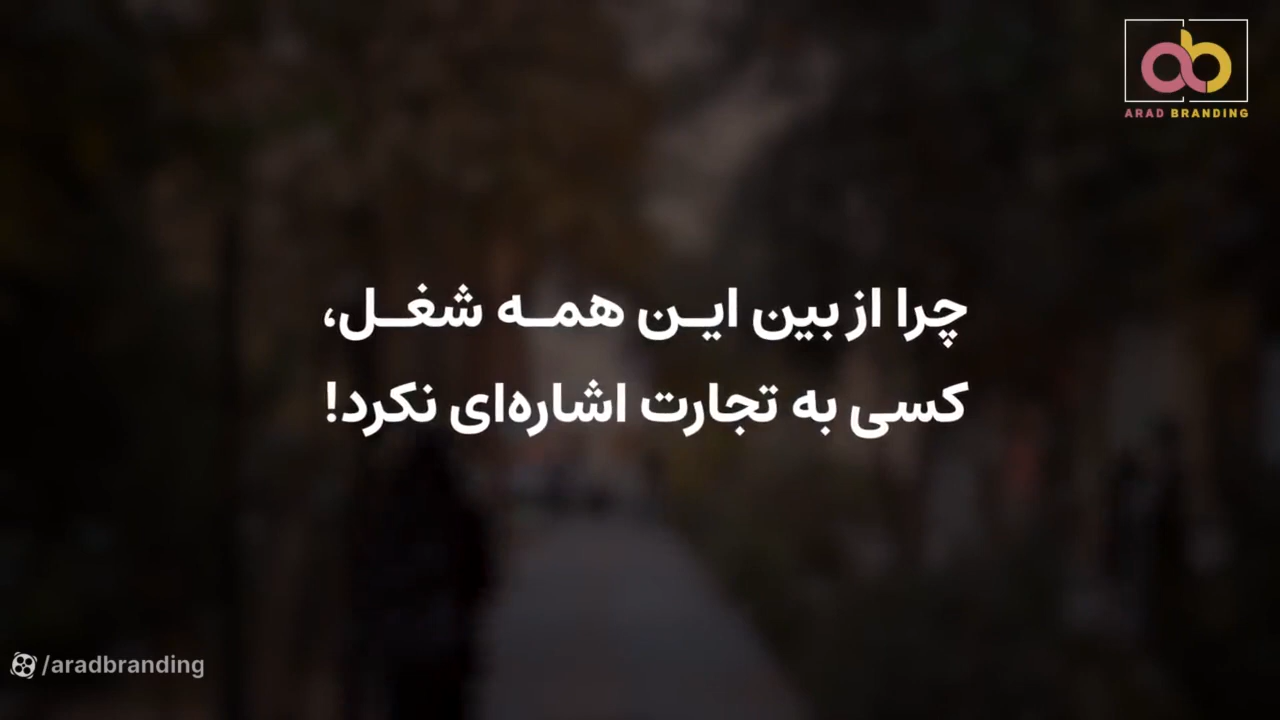 ARAD BRANDING
چرا از بین این همه شغل،
کسی به تجارت اشاره‌ای نکرد!
/aradbranding